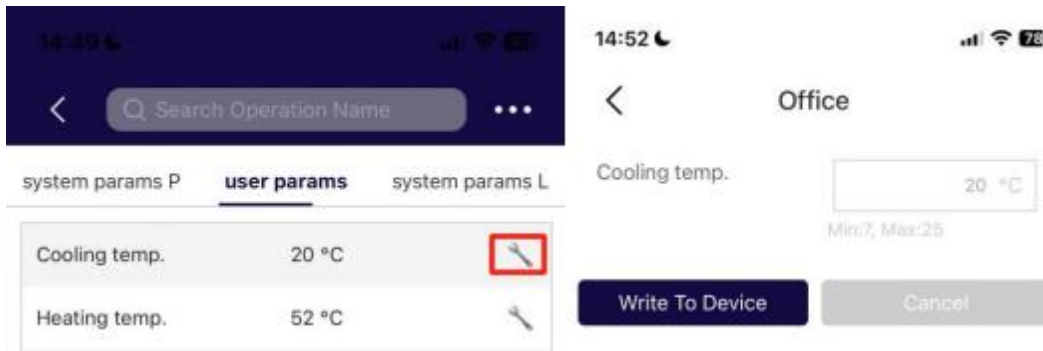 14:49
Search Operation Name
system params P user params system params L
Cooling temp. 20 °C
Heating temp. 52 °C
14:52
78
Office
Cooling temp.
20 °C
Min:7, Max:25
Write To Device Cancel